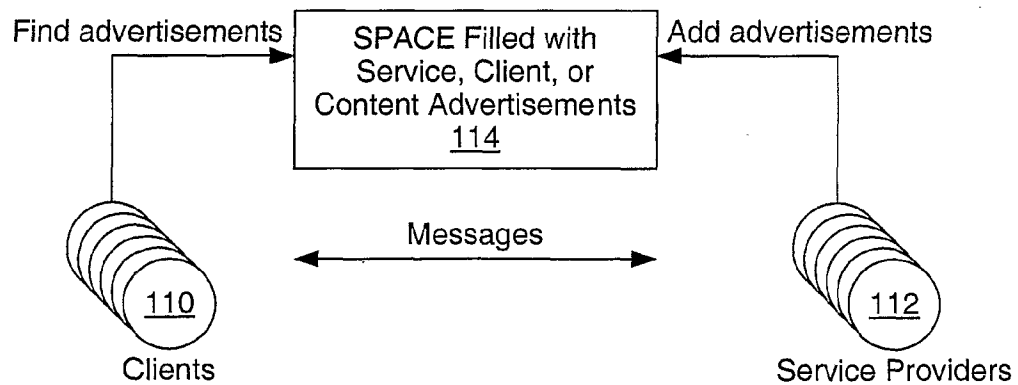 Find advertisements
SPACE Filled with
Service, Client, or
Content Advertisements
114
Add advertisements
Messages
110
Clients
112
Service Providers